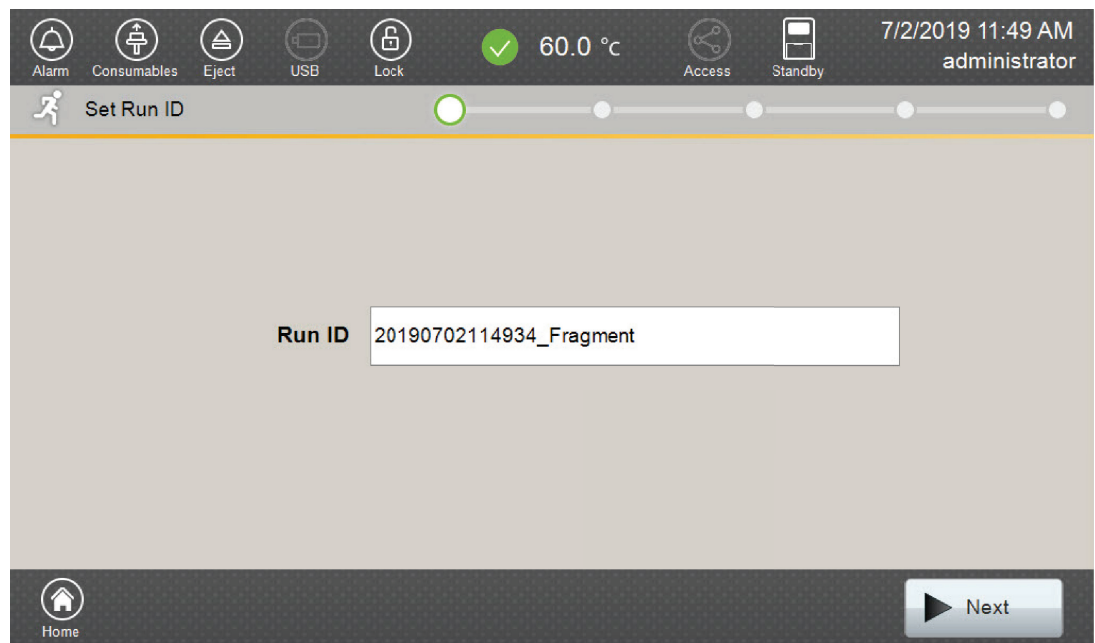 Alarm Consumables Eject USB Lock 60.0 °c Access Standby 7/2/2019 11:49 AM
administrator
Set Run ID
Run ID 20190702114934_Fragment
Home Next